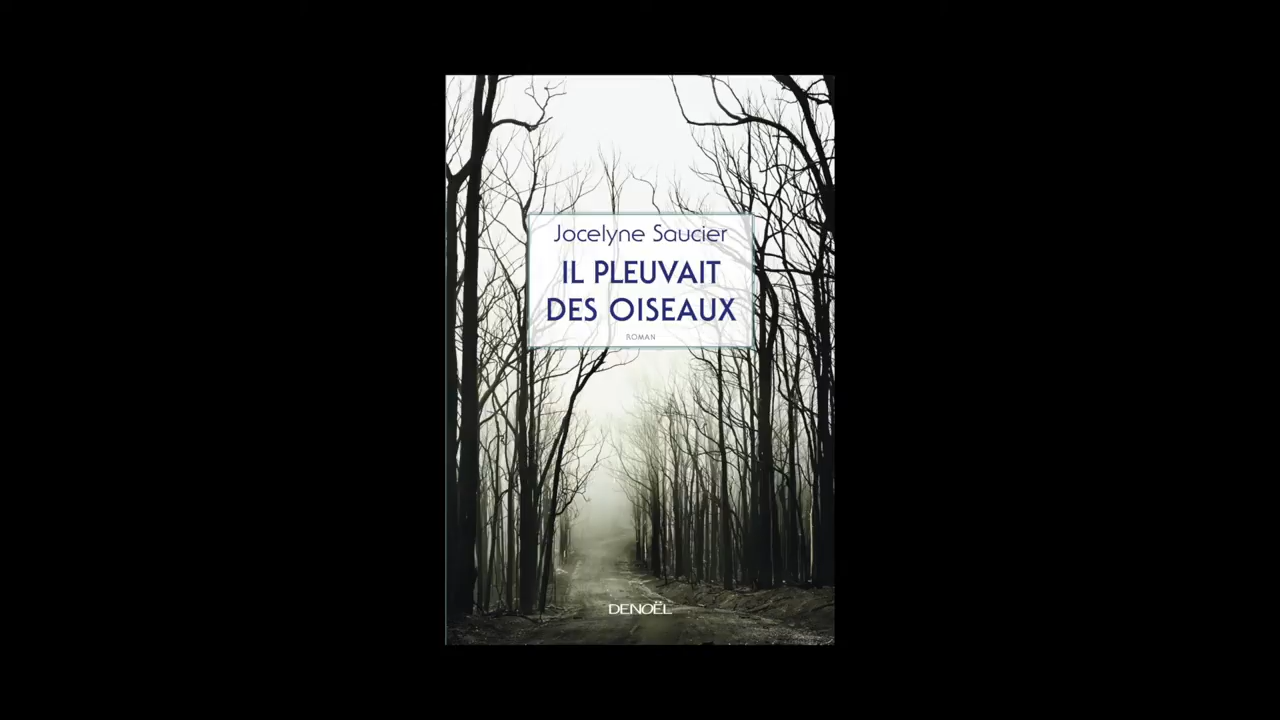 Jocelyne Saucier
IL PLEUVAIT
DES OISEAUX
ROMAN
DENOËL